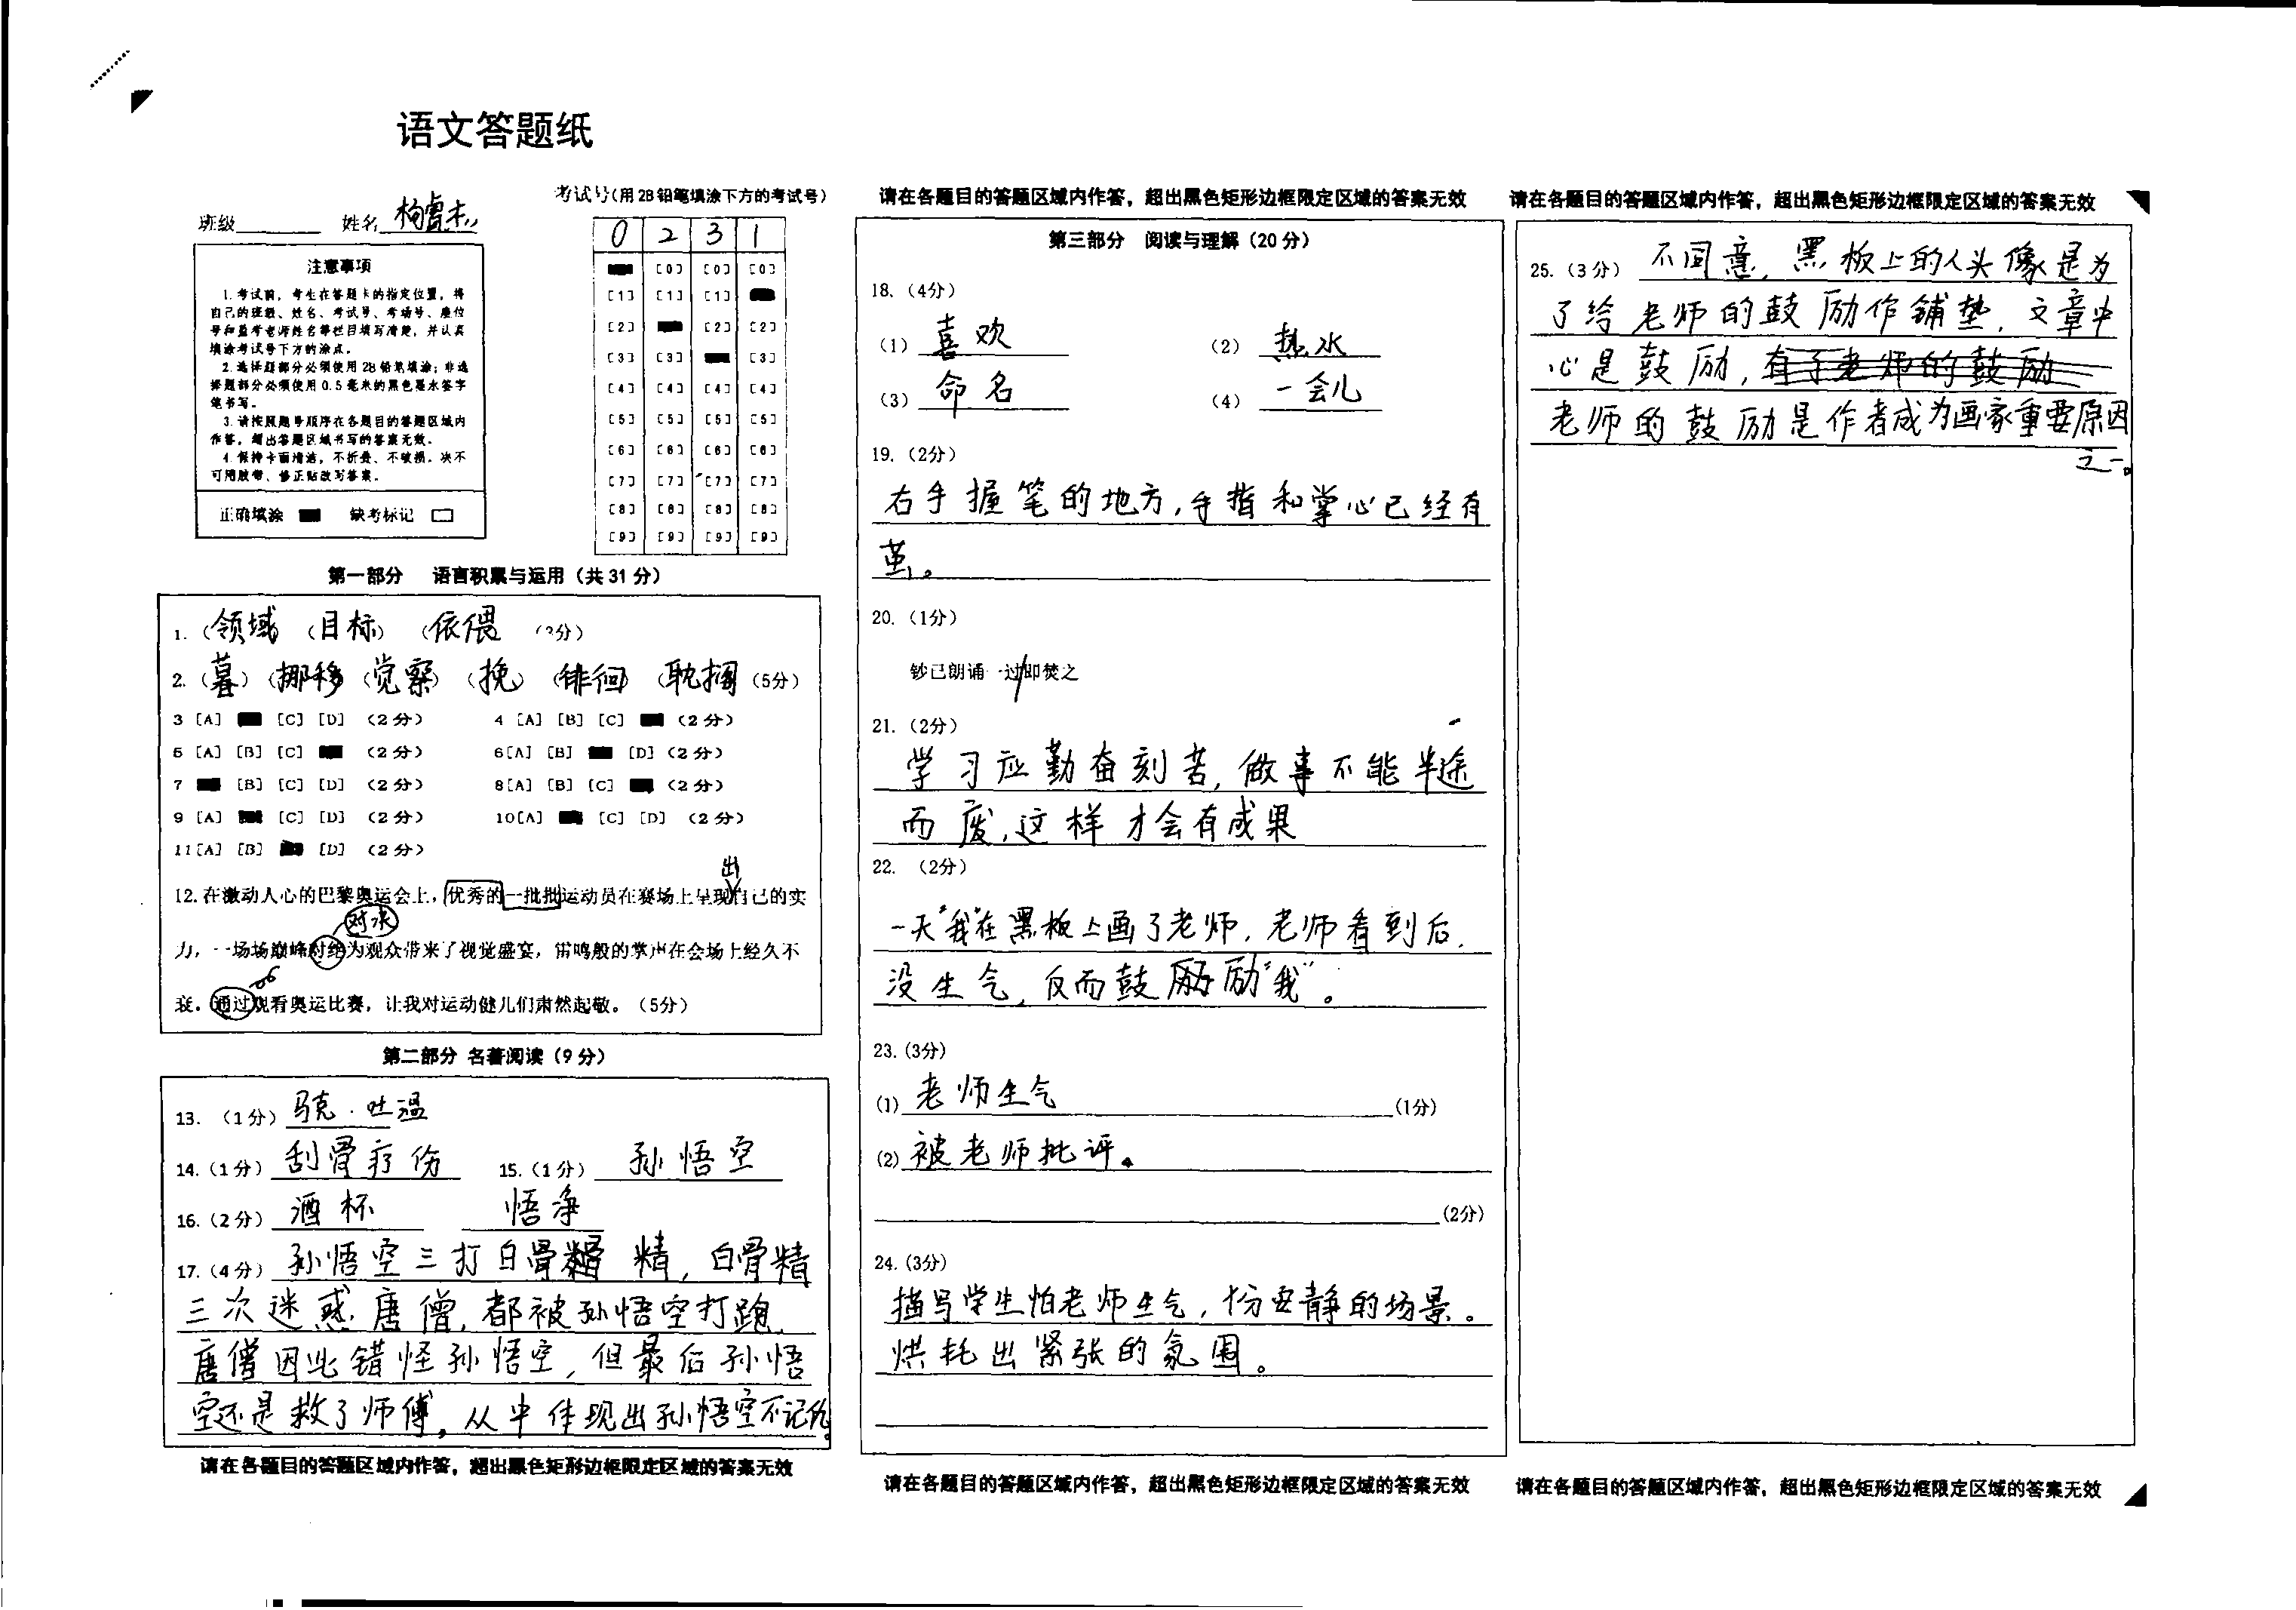 语文答题纸
班级 姓名 杨睿杰
考试号(用2B铅笔填涂下方的考试号)
0 2 3 1
[0] [0] [0]
[1] [1] [1]
[2] [2] [2]
[3] [3] [3]
[4] [4] [4] [4]
[5] [5] [5] [5]
[6] [6] [6] [6]
[7] [7] [7] [7]
[8] [8] [8] [8]
[9] [9] [9] [9]
注意事项
1.考试前，考生在答题卡的指定位置，将
自己的班级、姓名、考试号、考场号、座位
号和监考老师姓名等栏目填写清楚，并认真
填涂考试号下方的涂点。
2.选择题部分必须使用2B铅笔填涂；非选
择题部分必须使用0.5毫米的黑色墨水签字
笔书写。
3.请按照题号顺序在各题目的答题区域内
作答，超出答题区域书写的答案无效。
4.保持卡面清洁，不折叠、不破损。决不
可用胶带、修正贴改写答案。
正确填涂 缺考标记
第一部分 语言积累与运用（共31分）
1.（领域）（目标）（依偎）（3分）
2.（暮）（挪移）（觉察）（挽）（徘徊）（耽搁）（5分）
3 [A] [C] [D] （2分） 4 [A] [B] [C] （2分）
5 [A] [B] [C] （2分） 6[A] [B] [D]（2分）
7 [B] [C] [D] （2分） 8[A] [B] [C] （2分）
9 [A] [C] [D] （2分） 10[A] [C] [D] （2分）
11[A] [B] [D] （2分）
出
12.在激动人心的巴黎奥运会上，优秀的一批批运动员在赛场上呈现自己的实
对决
力，一场场巅峰对绝为观众带来了视觉盛宴，雷鸣般的掌声在会场上经久不
衰。通过观看奥运比赛，让我对运动健儿们肃然起敬。（5分）
第二部分 名著阅读（9分）
13.（1分）马克·吐温
14.（1分）刮骨疗伤 15.（1分）孙悟空
16.（2分）酒杯 悟净
17.（4分）孙悟空三打白骨精，白骨精
三次迷惑唐僧，都被孙悟空打跑，
唐僧因此错怪孙悟空，但最后孙悟
空还是救了师傅，从中体现出孙悟空不记仇。
请在各题目的答题区域内作答，超出黑色矩形边框限定区域的答案无效
请在各题目的答题区域内作答，超出黑色矩形边框限定区域的答案无效
第三部分 阅读与理解（20分）
18.（4分）
（1）喜欢 （2）热水
（3）命名 （4）一会儿
19.（2分）
右手握笔的地方，手指和掌心已经有
茧。
20.（1分）
钞已朗诵一过/即焚之
21.（2分）
学习应勤奋刻苦，做事不能半途
而废，这样才会有成果
22.（2分）
一天“我”在黑板上画了老师，老师看到后，
没生气，反而鼓励“我”。
23.(3分)
(1)老师生气(1分)
(2)被老师批评。
(2分)
24.(3分)
描写学生怕老师生气，十分安静的场景。
烘托出紧张的氛围。
请在各题目的答题区域内作答，超出黑色矩形边框限定区域的答案无效
请在各题目的答题区域内作答，超出黑色矩形边框限定区域的答案无效
25.（3分）不同意，黑板上的人头像是为
了给老师的鼓励作铺垫，文章中
心是鼓励，有了老师的鼓励
老师的鼓励是作者成为画家重要原因
之一。
请在各题目的答题区域内作答，超出黑色矩形边框限定区域的答案无效